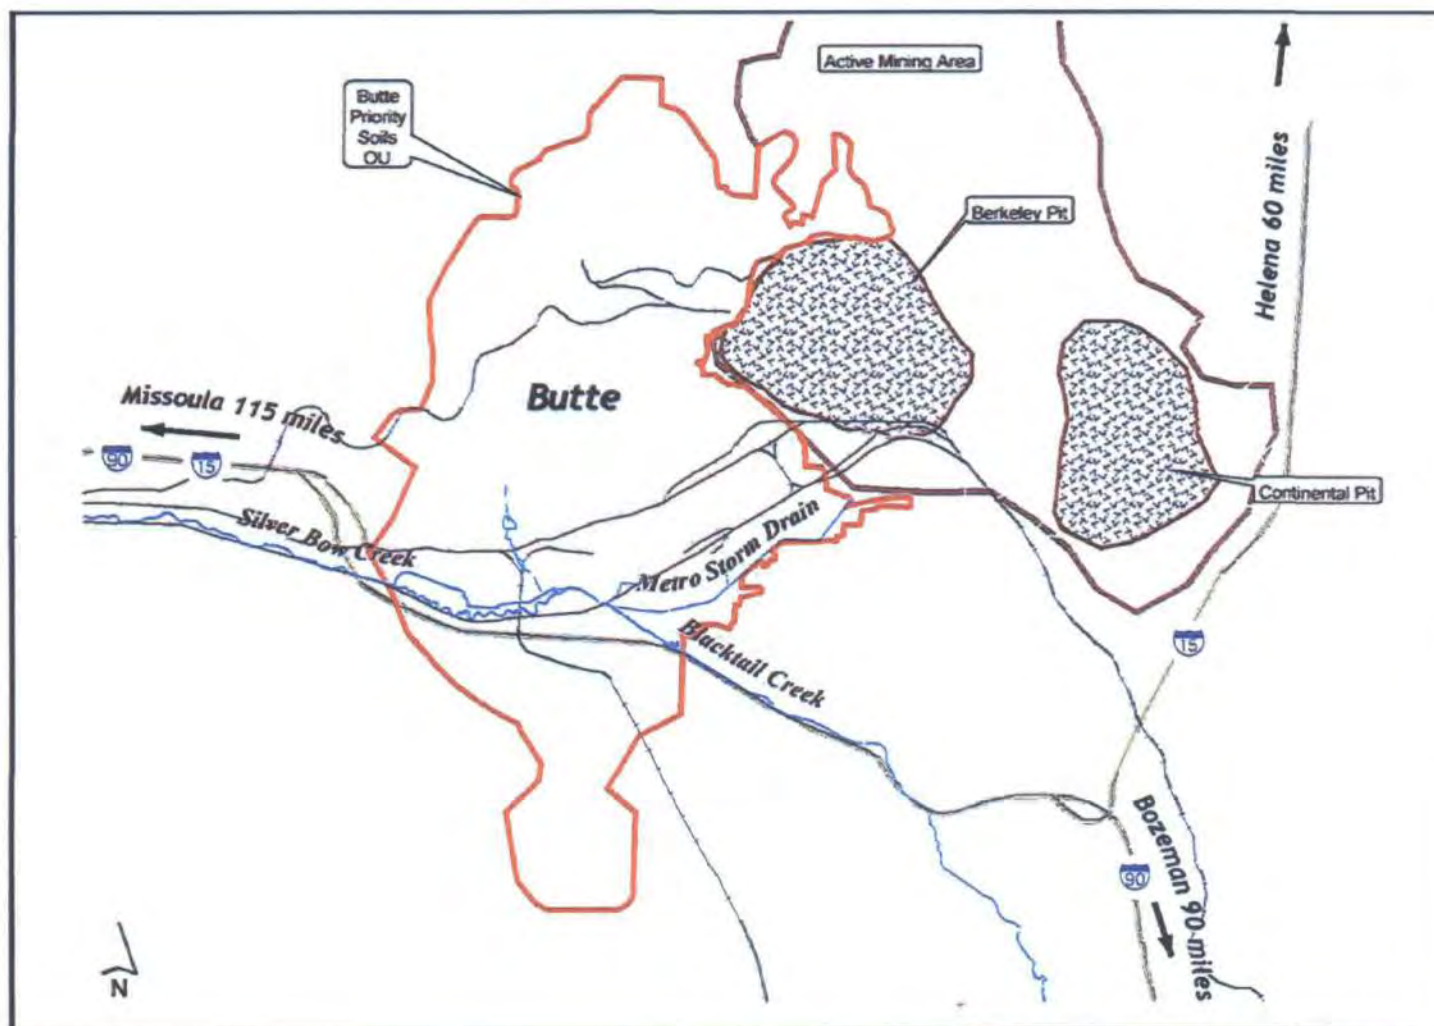 Active Mining Area
Butte
Priority
Soils
OU
Berkeley Pit
Helena 60 miles
Butte
Missoula 115 miles
90
15
Continental Pit
Silver Bow Creek
Metro Storm Drain
Blacktail Creek
15
Bozeman 90 miles
90
N